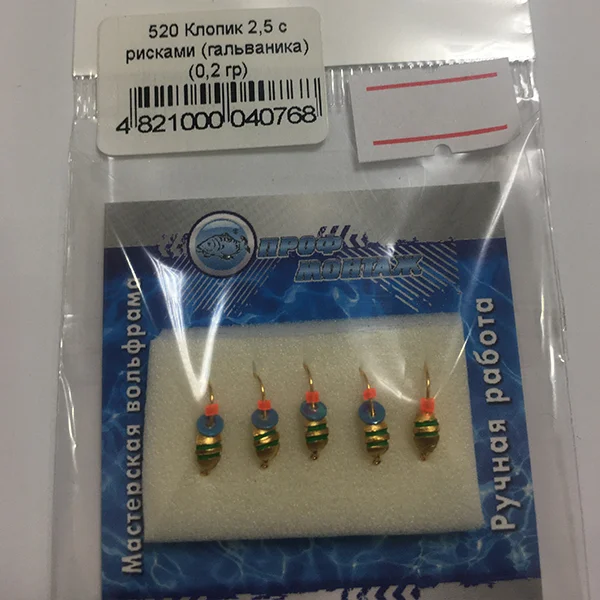 520 Клопик 2,5 с
рисками (гальваника)
(0,2 гр)
4 821000 040768
ПРОФ
МОНТАЖ
Мастерская вольфрама
Ручная работа